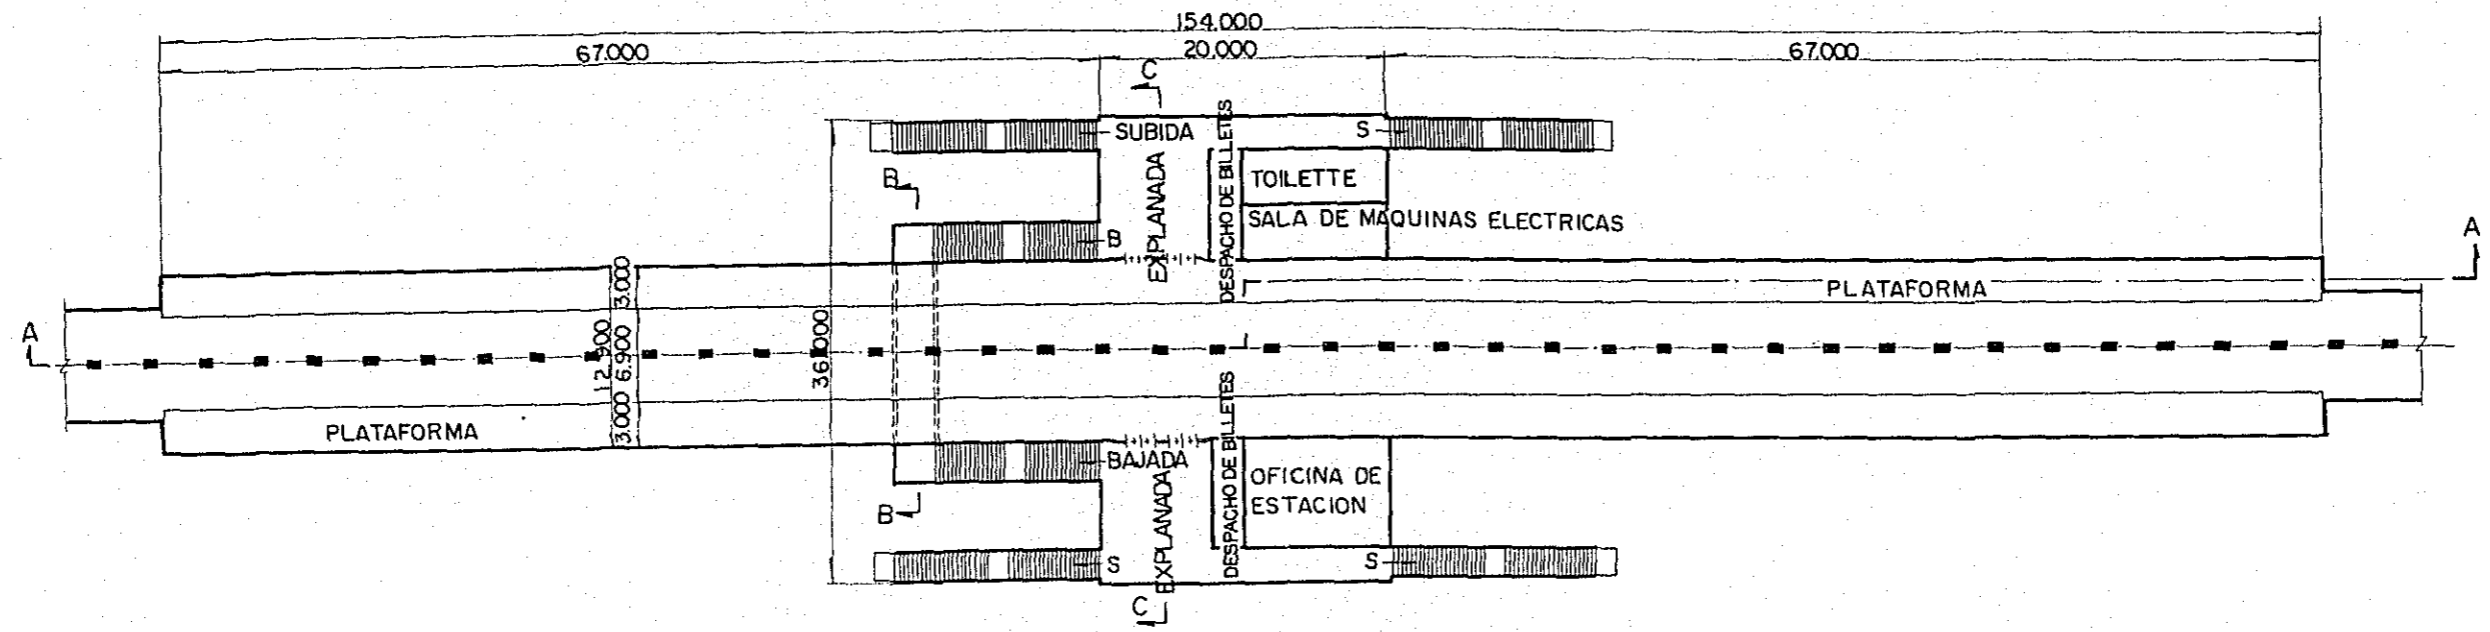 154.000
67.000
20.000
67.000
C
SUBIDA
S
DESPACHO DE BILLETES
EXPLANADA
TOILETTE
B
SALA DE MAQUINAS ELECTRICAS
B
A
3.000
PLATAFORMA
A
12.900
6.900
36.000
3.000
PLATAFORMA
BAJADA
DESPACHO DE BILLETES
EXPLANADA
OFICINA DE
ESTACION
B
S
S
C